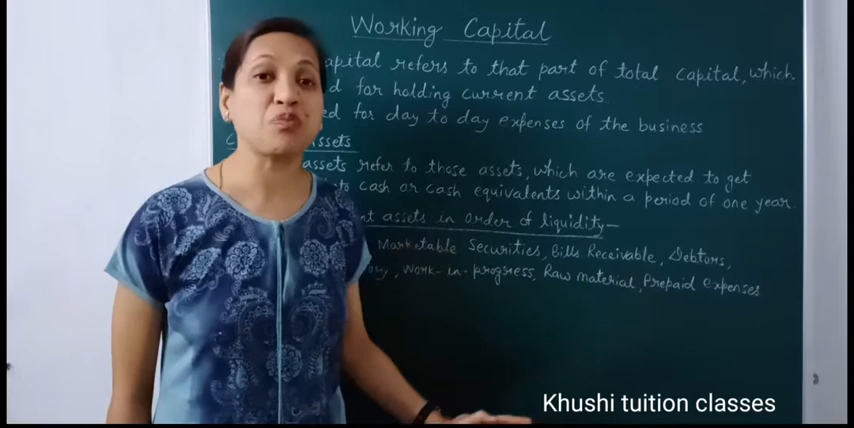 Working Capital
apital refers to that part of total capital, which
d for holding current assets.
ed for day to day expenses of the business
C ssets
assets refer to those assets, which are expected to get
to cash or cash equivalents within a period of one year.
nt assets in order of liquidity-
Marketable Securities, Bills Receivable, Debtors,
ory, Work-in-progress, Raw material, Prepaid expenses
Khushi tuition classes